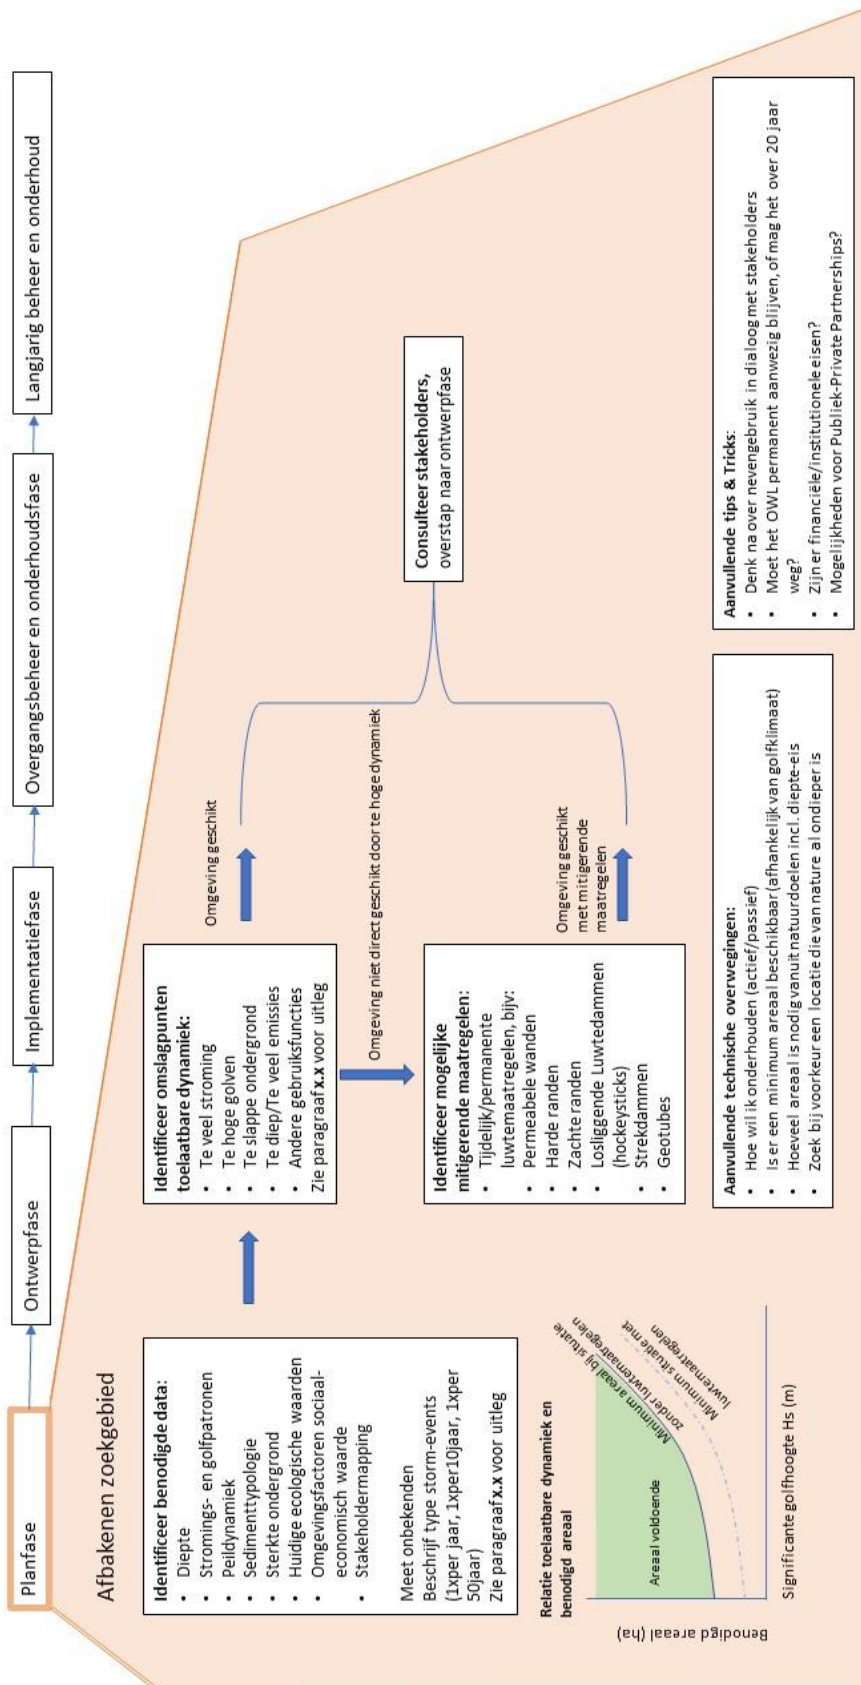 Planfase
Ontwerpfase
Implementatiefase
Overgangsbeheer en onderhoudsfase
Langjarig beheer en onderhoud
Afbakenen zoekgebied
Identificeer benodigde data:
• Diepte
• Stromings- en golfpatronen
• Peildynamiek
• Sedimenttypologie
• Sterkte ondergrond
• Huidige ecologische waarden
• Omgevingsfactoren sociaal-
economisch waarde
• Stakeholdermapping
Meet onbekenden
Beschrijf type storm-events
(1xper jaar, 1xper10jaar, 1xper
50jaar)
Zie paragraaf x.x voor uitleg
Identificeer omslagpunten
toelaatbare dynamiek:
• Te veel stroming
• Te hoge golven
• Te slappe ondergrond
• Te diep/Te veel emissies
• Andere gebruiksfuncties
Zie paragraaf x.x voor uitleg
Omgeving geschikt
Omgeving niet direct geschikt door te hoge dynamiek
Identificeer mogelijke
mitigerende maatregelen:
• Tijdelijk/permanente
luwtemaatregelen, bijv:
• Permeabele wanden
• Harde randen
• Zachte randen
• Losliggende Luwtedammen
(hockeysticks)
• Strekdammen
• Geotubes
Omgeving geschikt
met mitigerende
maatregelen
Consulteer stakeholders,
overstap naar ontwerpfase
Relatie toelaatbare dynamiek en
benodigd areaal
Benodigd areaal (ha)
Areaal voldoende
Minimum areaal bij situatie
zonder luwtemaatregelen
Minimum situatie met
luwtemaatregelen
Significante golfhoogte Hs (m)
Aanvullende technische overwegingen:
• Hoe wil ik onderhouden (actief/passief)
• Is er een minimum areaal beschikbaar (afhankelijk van golfklimaat)
• Hoeveel areaal is nodig vanuit natuurdoelen incl. diepte-eis
• Zoek bij voorkeur een locatie die van nature al ondieper is
Aanvullende tips & Tricks:
• Denk na over nevengebruik in dialoog met stakeholders
• Moet het OWL permanent aanwezig blijven, of mag het over 20 jaar
weg?
• Zijn er financiële/institutionele eisen?
• Mogelijkheden voor Publiek-Private Partnerships?